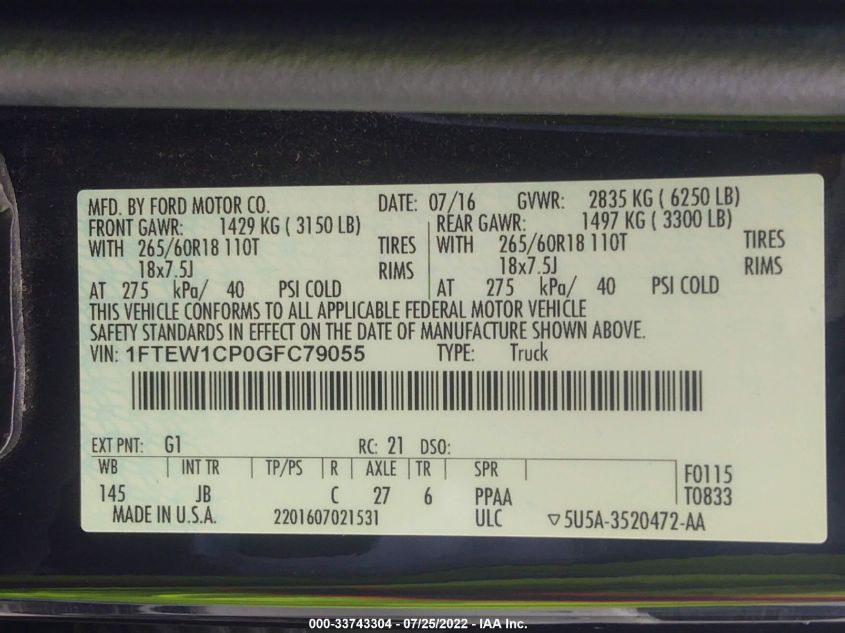 MFD. BY FORD MOTOR CO. DATE: 07/16 GVWR: 2835 KG ( 6250 LB)
FRONT GAWR: 1429 KG ( 3150 LB) REAR GAWR: 1497 KG ( 3300 LB)
WITH 265/60R18 110T TIRES WITH 265/60R18 110T TIRES
18x7.5J RIMS 18x7.5J RIMS
AT 275 kPa/ 40 PSI COLD AT 275 kPa/ 40 PSI COLD
THIS VEHICLE CONFORMS TO ALL APPLICABLE FEDERAL MOTOR VEHICLE
SAFETY STANDARDS IN EFFECT ON THE DATE OF MANUFACTURE SHOWN ABOVE.
VIN: 1FTEW1CP0GFC79055 TYPE: Truck
EXT PNT: G1 RC: 21 DSO:
WB INT TR TP/PS R AXLE TR SPR F0115
145 JB C 27 6 PPAA T0833
MADE IN U.S.A. 2201607021531 ULC ▽5U5A-3520472-AA
000-33743304 - 07/25/2022 - IAA Inc.